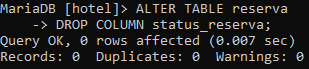 MariaDB [hotel]> ALTER TABLE reserva
    -> DROP COLUMN status_reserva;
Query OK, 0 rows affected (0.007 sec)
Records: 0  Duplicates: 0  Warnings: 0